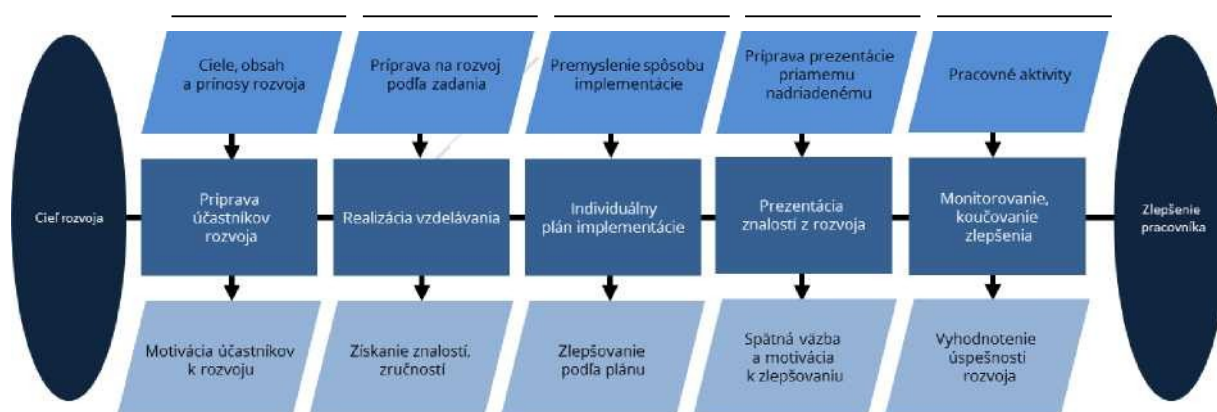 Ciele, obsah
a prínosy rozvoja
Príprava na rozvoj
podľa zadania
Premyslenie spôsobu
implementácie
Príprava prezentácie
priamemu
nadriadenému
Pracovné aktivity
Cieľ rozvoja
Príprava
účastníkov
rozvoja
Realizácia vzdelávania
Individuálny
plán implementácie
Prezentácia
znalostí z rozvoja
Monitorovanie,
koučovanie
zlepšenia
Zlepšenie
pracovníka
Motivácia účastníkov
k rozvoju
Získanie znalostí,
zručností
Zlepšovanie
podľa plánu
Spätná väzba
a motivácia
k zlepšovaniu
Vyhodnotenie
úspešnosti
rozvoja